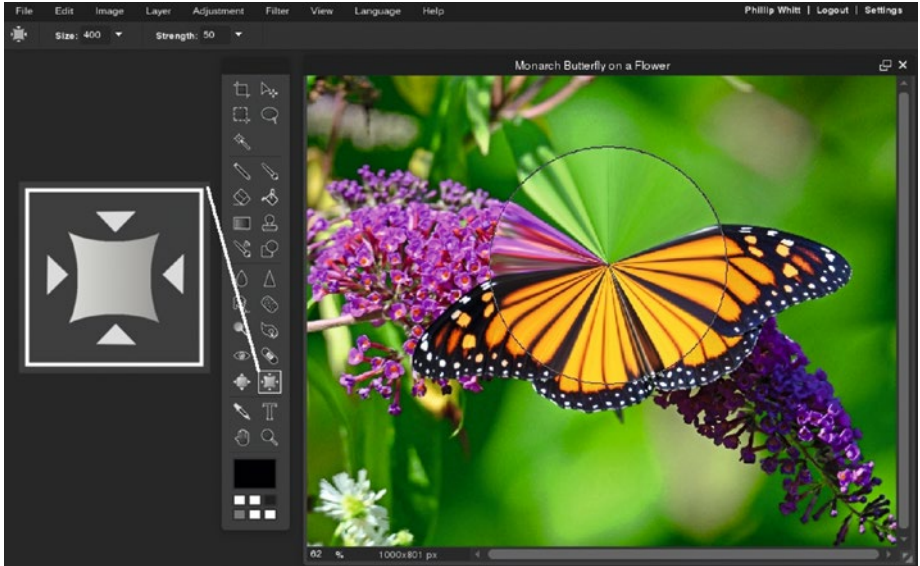 File Edit Image Layer Adjustment Filter View Language Help Phillip Whitt | Logout | Settings
Size: 400 Strength: 50
Monarch Butterfly on a Flower
T
62 % 1000x801 px